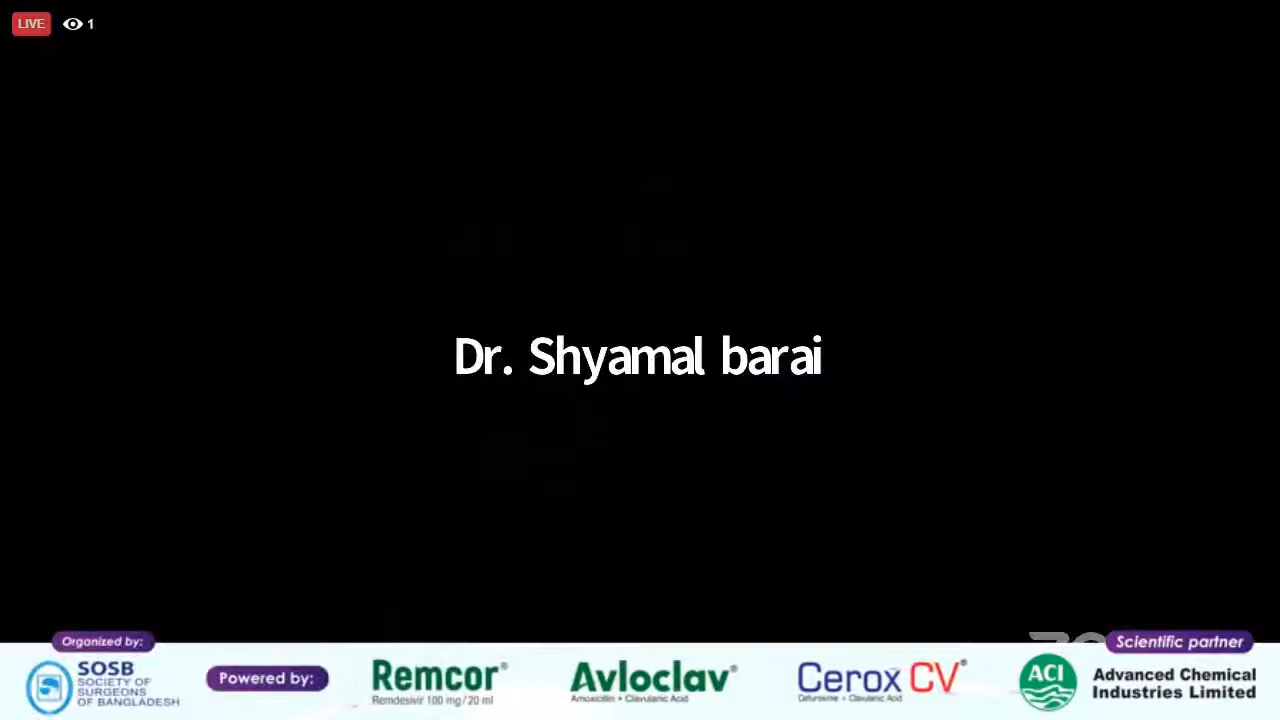 LIVE 1
Dr. Shyamal barai
Organized by:
SOSB
SOCIETY OF
SURGEONS
OF BANGLADESH
Powered by:
Remcor®
Remdesivir 100 mg/20 ml
Avloclav®
Amoxicillin + Clavulanic Acid
Cerox CV®
Cefuroxime + Clavulanic Acid
Scientific partner
ACI
Advanced Chemical
Industries Limited